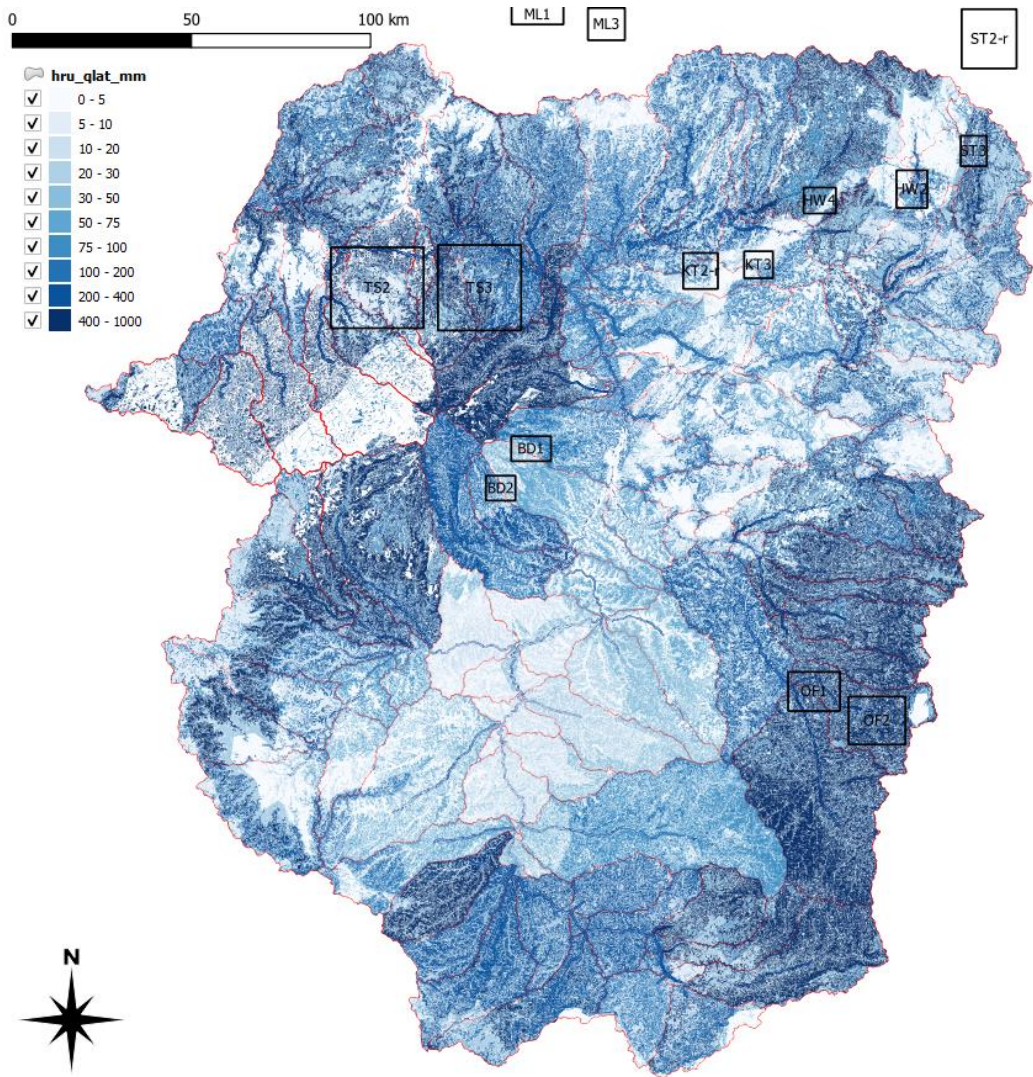 0 50 100 km
ML1
ML3
ST2-r
hru_qlat_mm
0 - 5
5 - 10
10 - 20
20 - 30
30 - 50
50 - 75
75 - 100
100 - 200
200 - 400
400 - 1000
ST3
HW2
HW4
KT2-r
KT3
TS2
TS3
BD1
BD2
OF1
OF2
N